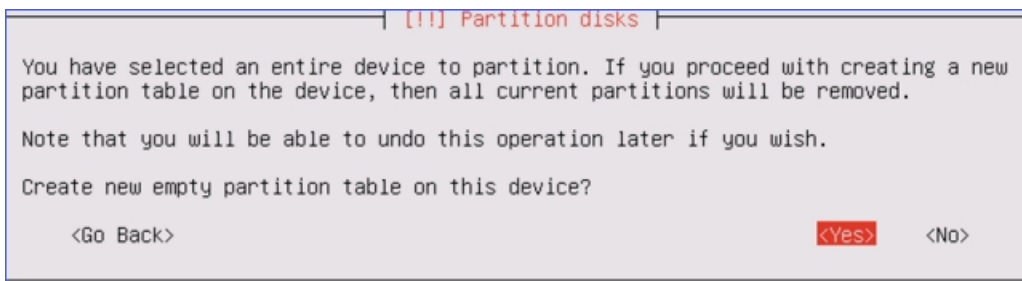 [!!] Partition disks
You have selected an entire device to partition. If you proceed with creating a new
partition table on the device, then all current partitions will be removed.
Note that you will be able to undo this operation later if you wish.
Create new empty partition table on this device?
<Go Back> <Yes> <No>